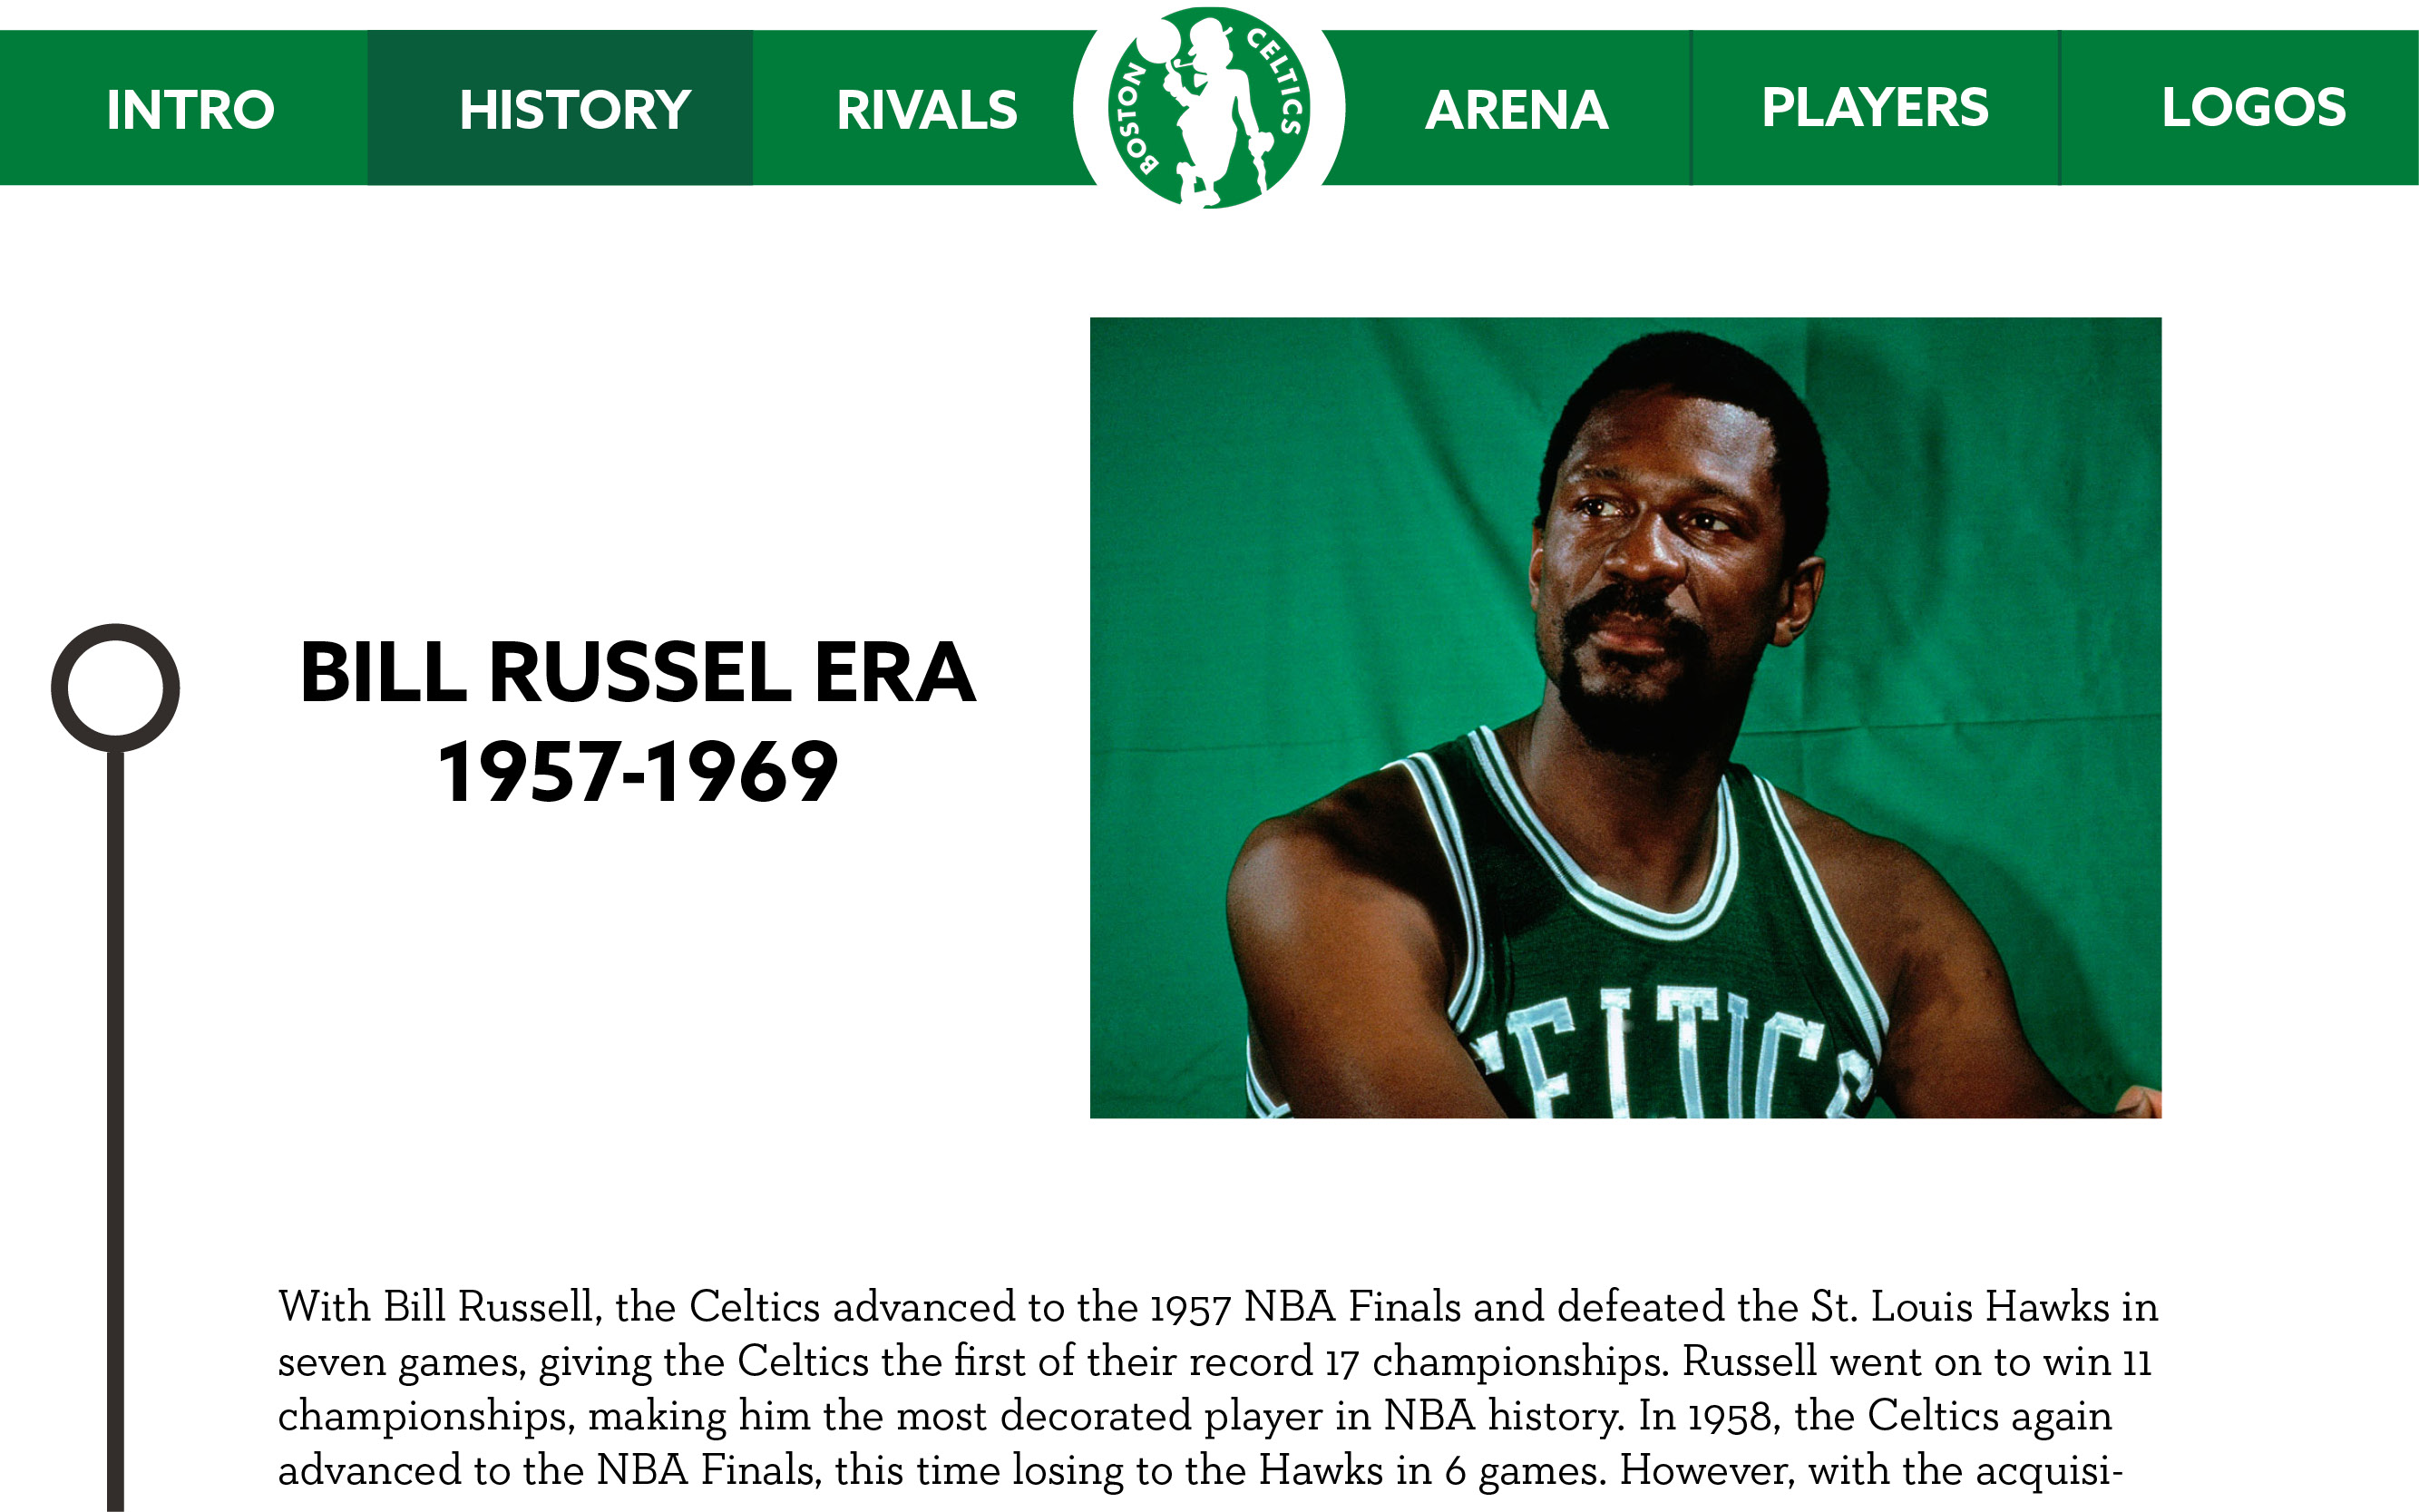 INTRO
HISTORY
RIVALS
BOSTON CELTICS
ARENA
PLAYERS
LOGOS
BILL RUSSEL ERA
1957-1969
CELTICS
With Bill Russell, the Celtics advanced to the 1957 NBA Finals and defeated the St. Louis Hawks in
seven games, giving the Celtics the first of their record 17 championships. Russell went on to win 11
championships, making him the most decorated player in NBA history. In 1958, the Celtics again
advanced to the NBA Finals, this time losing to the Hawks in 6 games. However, with the acquisi-